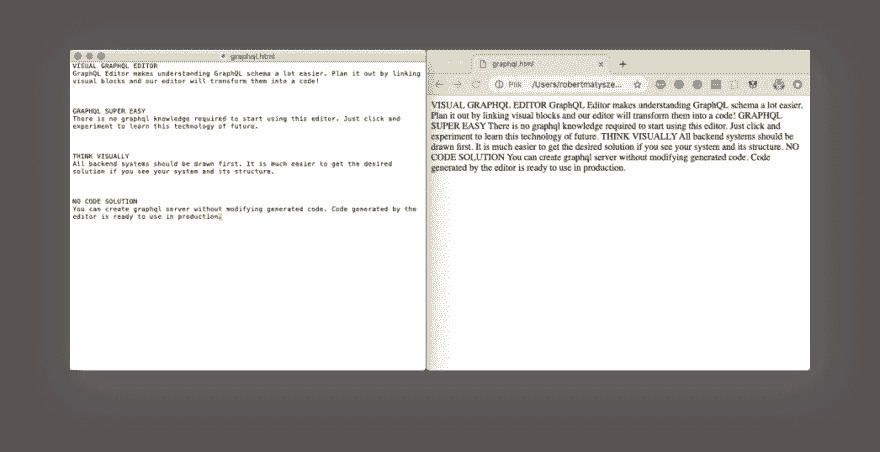 graphql.html
VISUAL GRAPHQL EDITOR
GraphQL Editor makes understanding GraphQL schema a lot easier. Plan it out by linking
visual blocks and our editor will transform them into a code!
GRAPHQL SUPER EASY
There is no graphql knowledge required to start using this editor. Just click and
experiment to learn this technology of future.
THINK VISUALLY
All backend systems should be drawn first. It is much easier to get the desired
solution if you see your system and its structure.
NO CODE SOLUTION
You can create graphql server without modifying generated code. Code generated by the
editor is ready to use in production.
graphql.html
Plik /Users/robertmatysze...
VISUAL GRAPHQL EDITOR GraphQL Editor makes understanding GraphQL schema a lot easier.
Plan it out by linking visual blocks and our editor will transform them into a code! GRAPHQL
SUPER EASY There is no graphql knowledge required to start using this editor. Just click and
experiment to learn this technology of future. THINK VISUALLY All backend systems should be
drawn first. It is much easier to get the desired solution if you see your system and its structure. NO
CODE SOLUTION You can create graphql server without modifying generated code. Code
generated by the editor is ready to use in production.